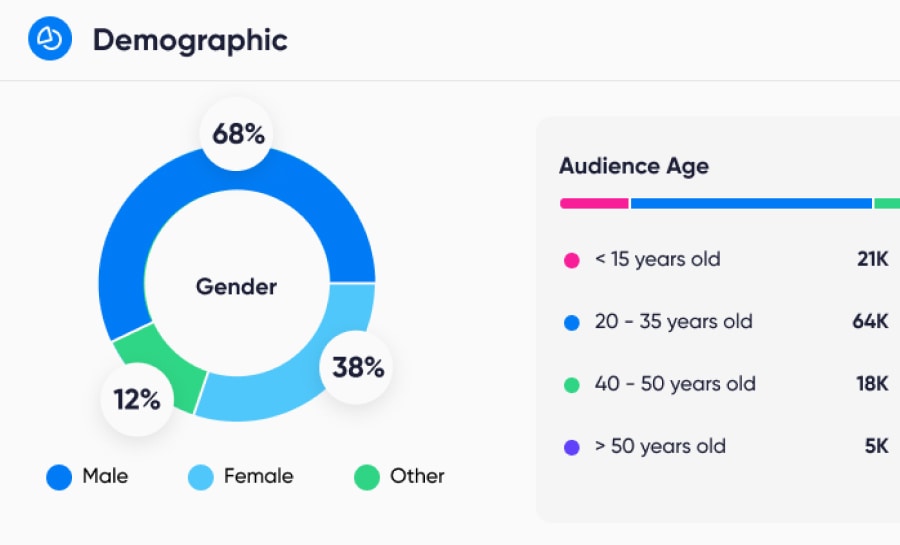 Demographic
68%
Gender
38%
12%
Male
Female
Other
Audience Age
< 15 years old 21K
20 - 35 years old 64K
40 - 50 years old 18K
> 50 years old 5K